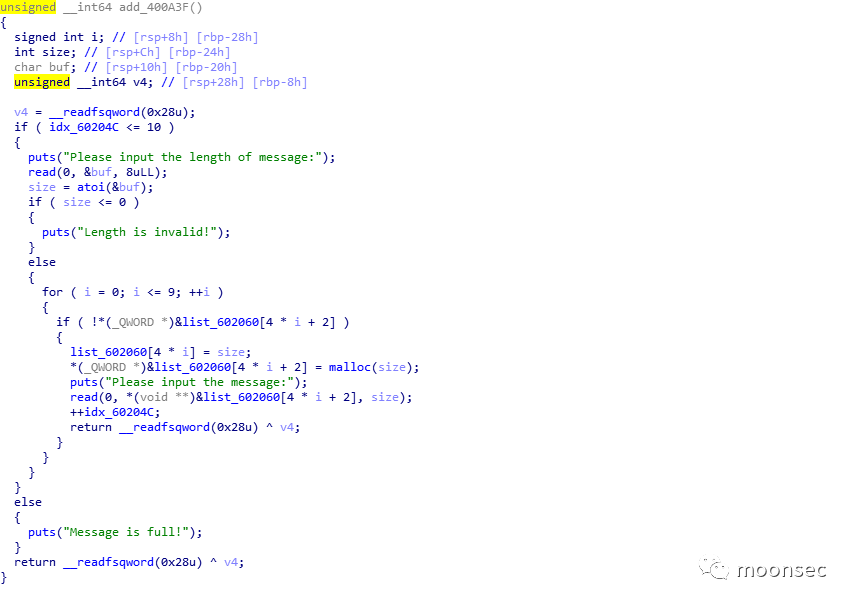 unsigned __int64 add_400A3F()
{
  signed int i; // [rsp+8h] [rbp-28h]
  int size; // [rsp+Ch] [rbp-24h]
  char buf; // [rsp+10h] [rbp-20h]
  unsigned __int64 v4; // [rsp+28h] [rbp-8h]

  v4 = __readfsqword(0x28u);
  if ( idx_60204C <= 10 )
  {
    puts("Please input the length of message:");
    read(0, &buf, 8uLL);
    size = atoi(&buf);
    if ( size <= 0 )
    {
      puts("Length is invalid!");
    }
    else
    {
      for ( i = 0; i <= 9; ++i )
      {
        if ( !*(_QWORD *)&list_602060[4 * i + 2] )
        {
          list_602060[4 * i] = size;
          *(_QWORD *)&list_602060[4 * i + 2] = malloc(size);
          puts("Please input the message:");
          read(0, *(void **)&list_602060[4 * i + 2], size);
          ++idx_60204C;
          return __readfsqword(0x28u) ^ v4;
        }
      }
    }
  }
  else
  {
    puts("Message is full!");
  }
  return __readfsqword(0x28u) ^ v4;
}
moonsec